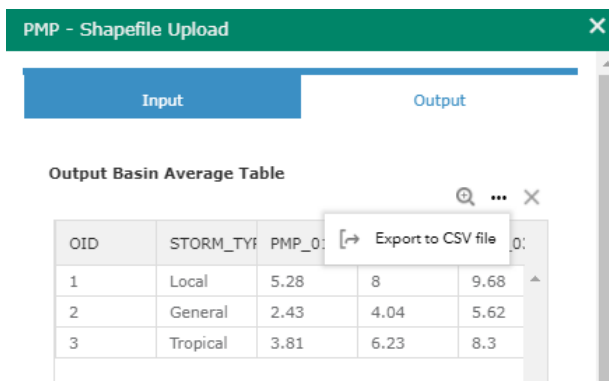 PMP - Shapefile Upload
Input Output
Output Basin Average Table
Export to CSV file
OID STORM_TYP PMP_01
1 Local 5.28 8 9.68
2 General 2.43 4.04 5.62
3 Tropical 3.81 6.23 8.3